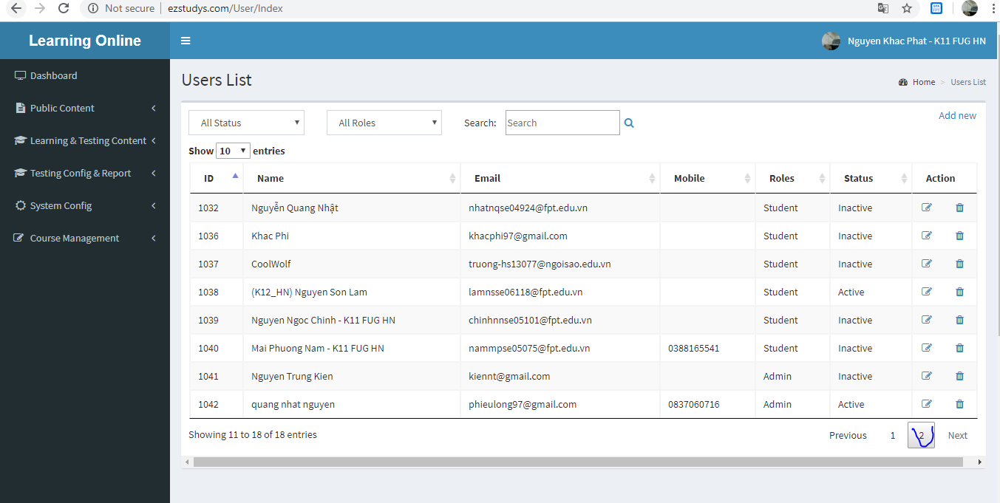 Not secure | ezstudys.com/User/Index
Learning Online
Nguyen Khac Phat - K11 FUG HN
Dashboard
Public Content
Learning & Testing Content
Testing Config & Report
System Config
Course Management
Users List
Home > Users List
All Status
All Roles
Search: Search
Add new
Show 10 entries
ID Name Email Mobile Roles Status Action
1032 Nguyễn Quang Nhật nhatnqse04924@fpt.edu.vn Student Inactive
1036 Khac Phi khacphi97@gmail.com Student Inactive
1037 CoolWolf truong-hs13077@ngoisao.edu.vn Student Inactive
1038 (K12_HN) Nguyen Son Lam lamnsse06118@fpt.edu.vn Student Active
1039 Nguyen Ngoc Chinh - K11 FUG HN chinhnnse05101@fpt.edu.vn Student Inactive
1040 Mai Phuong Nam - K11 FUG HN nammpse05075@fpt.edu.vn 0388165541 Student Inactive
1041 Nguyen Trung Kien kiennt@gmail.com Admin Inactive
1042 quang nhat nguyen phieulong97@gmail.com 0837060716 Admin Active
Showing 11 to 18 of 18 entries
Previous 1 2 Next